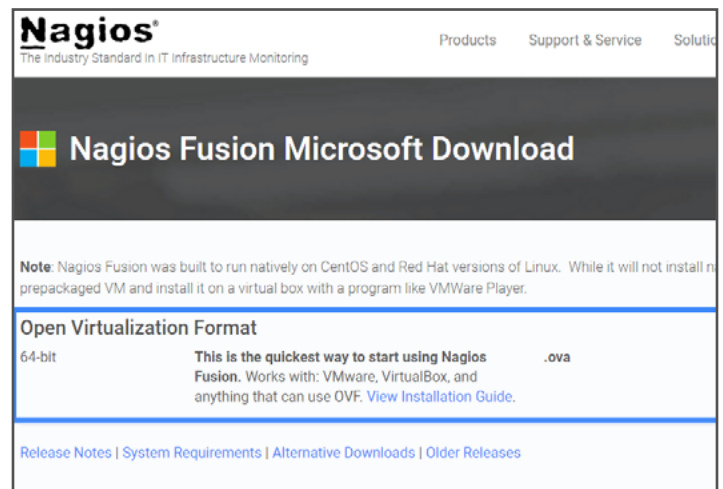 Nagios®
The Industry Standard In IT Infrastructure Monitoring
Products Support & Service
Nagios Fusion Microsoft Download
Note: Nagios Fusion was built to run natively on CentOS and Red Hat versions of Linux. While it will not install
prepackaged VM and install it on a virtual box with a program like VMWare Player.
Open Virtualization Format
64-bit This is the quickest way to start using Nagios .ova
Fusion. Works with: VMware, VirtualBox, and
anything that can use OVF. View Installation Guide.
Release Notes | System Requirements | Alternative Downloads | Older Releases